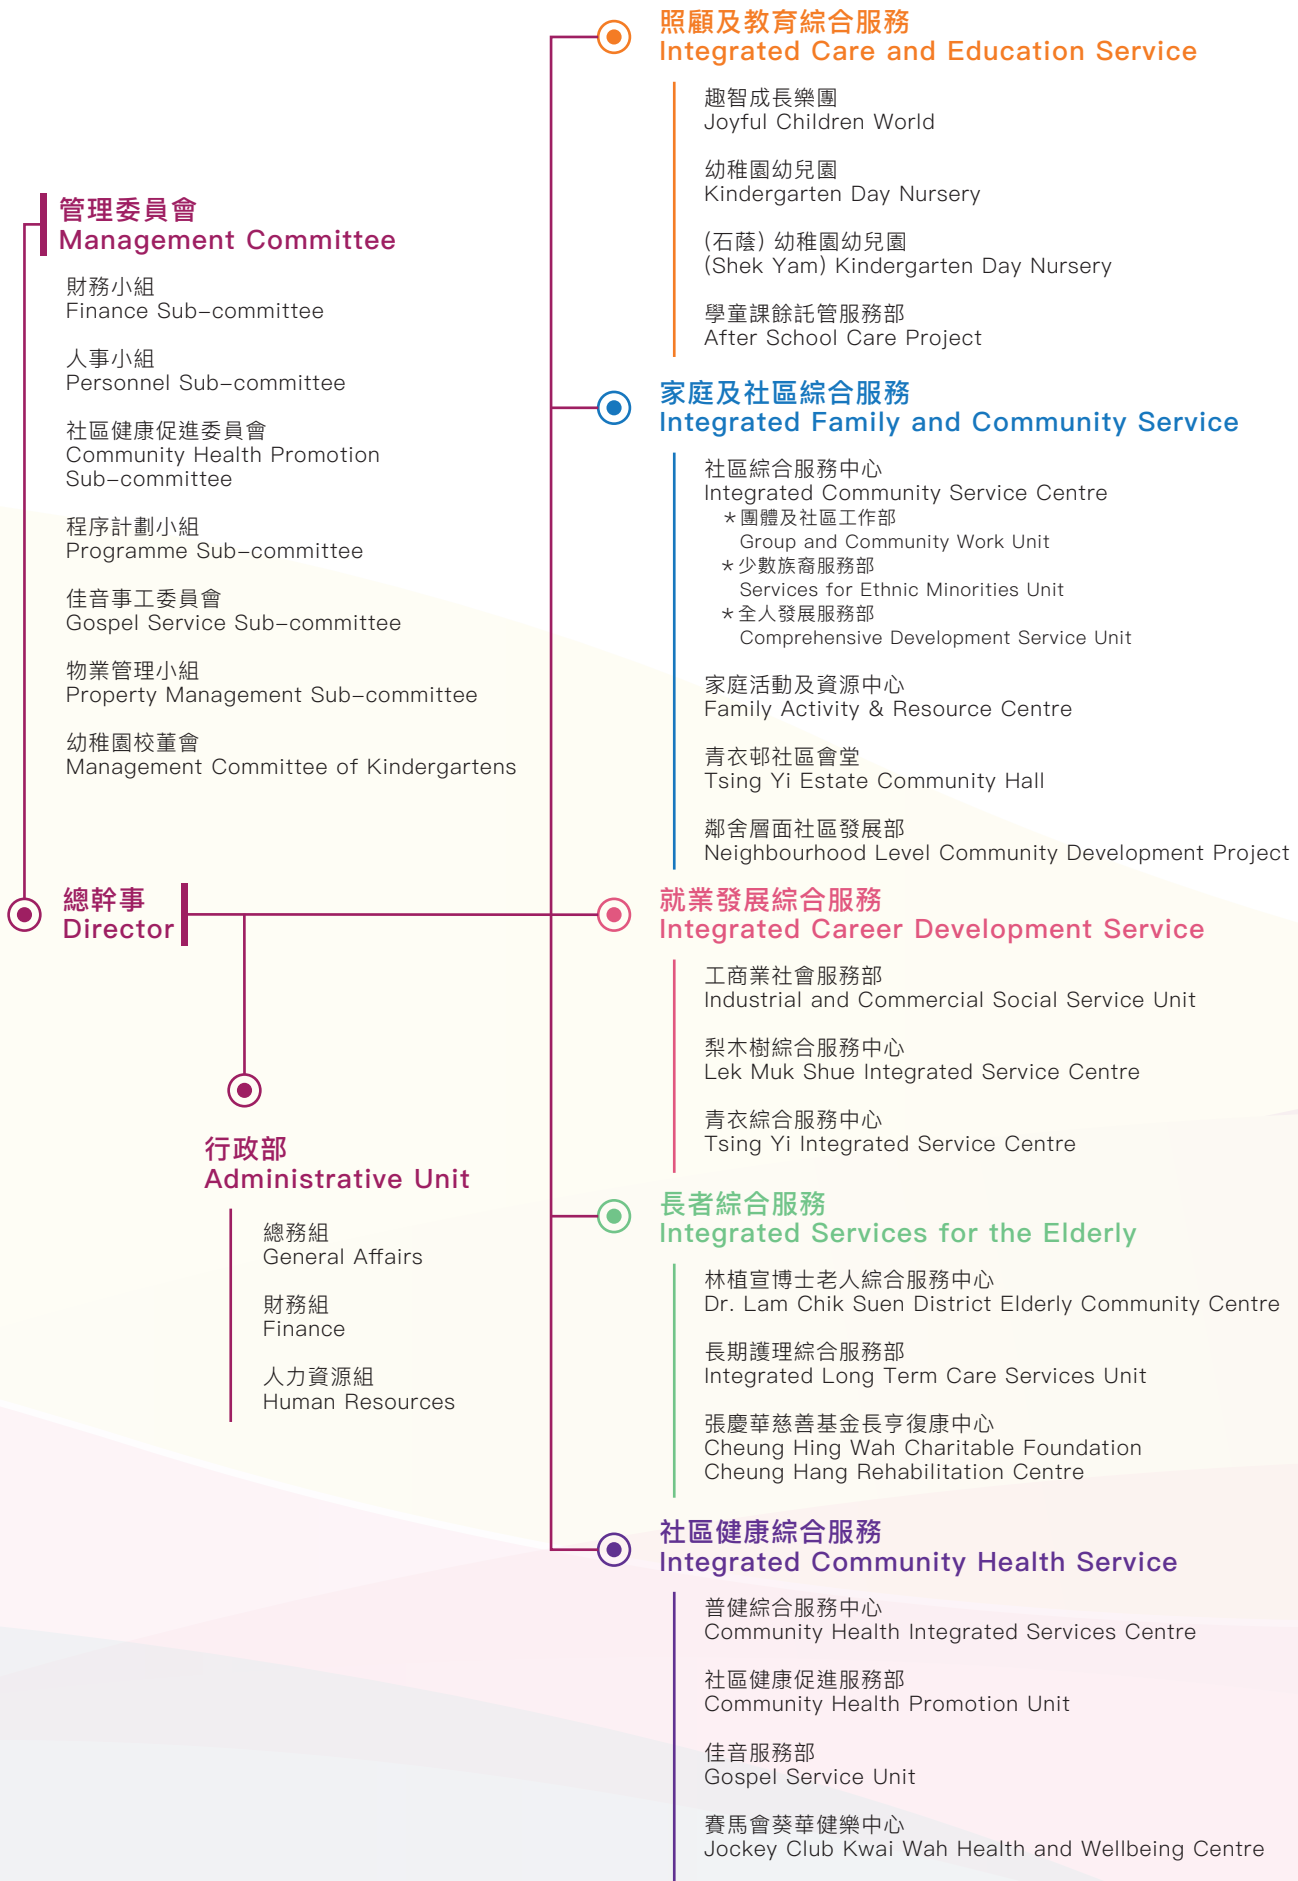 管理委員會
Management Committee
財務小組
Finance Sub–committee
人事小組
Personnel Sub–committee
社區健康促進委員會
Community Health Promotion
Sub–committee
程序計劃小組
Programme Sub–committee
佳音事工委員會
Gospel Service Sub–committee
物業管理小組
Property Management Sub–committee
幼稚園校董會
Management Committee of Kindergartens
總幹事
Director
行政部
Administrative Unit
總務組
General Affairs
財務組
Finance
人力資源組
Human Resources
照顧及教育綜合服務
Integrated Care and Education Service
趣智成長樂園
Joyful Children World
幼稚園幼兒園
Kindergarten Day Nursery
(石蔭) 幼稚園幼兒園
(Shek Yam) Kindergarten Day Nursery
學童課餘託管服務部
After School Care Project
家庭及社區綜合服務
Integrated Family and Community Service
社區綜合服務中心
Integrated Community Service Centre
*團體及社區工作部
Group and Community Work Unit
*少數族裔服務部
Services for Ethnic Minorities Unit
*全人發展服務部
Comprehensive Development Service Unit
家庭活動及資源中心
Family Activity & Resource Centre
青衣邨社區會堂
Tsing Yi Estate Community Hall
鄰舍層面社區發展部
Neighbourhood Level Community Development Project
就業發展綜合服務
Integrated Career Development Service
工商業社會服務部
Industrial and Commercial Social Service Unit
梨木樹綜合服務中心
Lek Muk Shue Integrated Service Centre
青衣綜合服務中心
Tsing Yi Integrated Service Centre
長者綜合服務
Integrated Services for the Elderly
林植宣博士老人綜合服務中心
Dr. Lam Chik Suen District Elderly Community Centre
長期護理綜合服務部
Integrated Long Term Care Services Unit
張慶華慈善基金長亨復康中心
Cheung Hing Wah Charitable Foundation
Cheung Hang Rehabilitation Centre
社區健康綜合服務
Integrated Community Health Service
普健綜合服務中心
Community Health Integrated Services Centre
社區健康促進服務部
Community Health Promotion Unit
佳音服務部
Gospel Service Unit
賽馬會葵華健樂中心
Jockey Club Kwai Wah Health and Wellbeing Centre